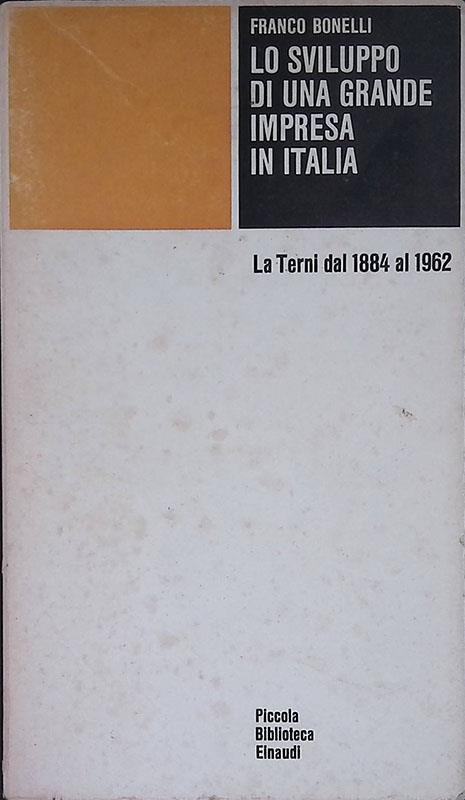 FRANCO BONELLI
LO SVILUPPO
DI UNA GRANDE
IMPRESA
IN ITALIA
La Terni dal 1884 al 1962
Piccola
Biblioteca
Einaudi